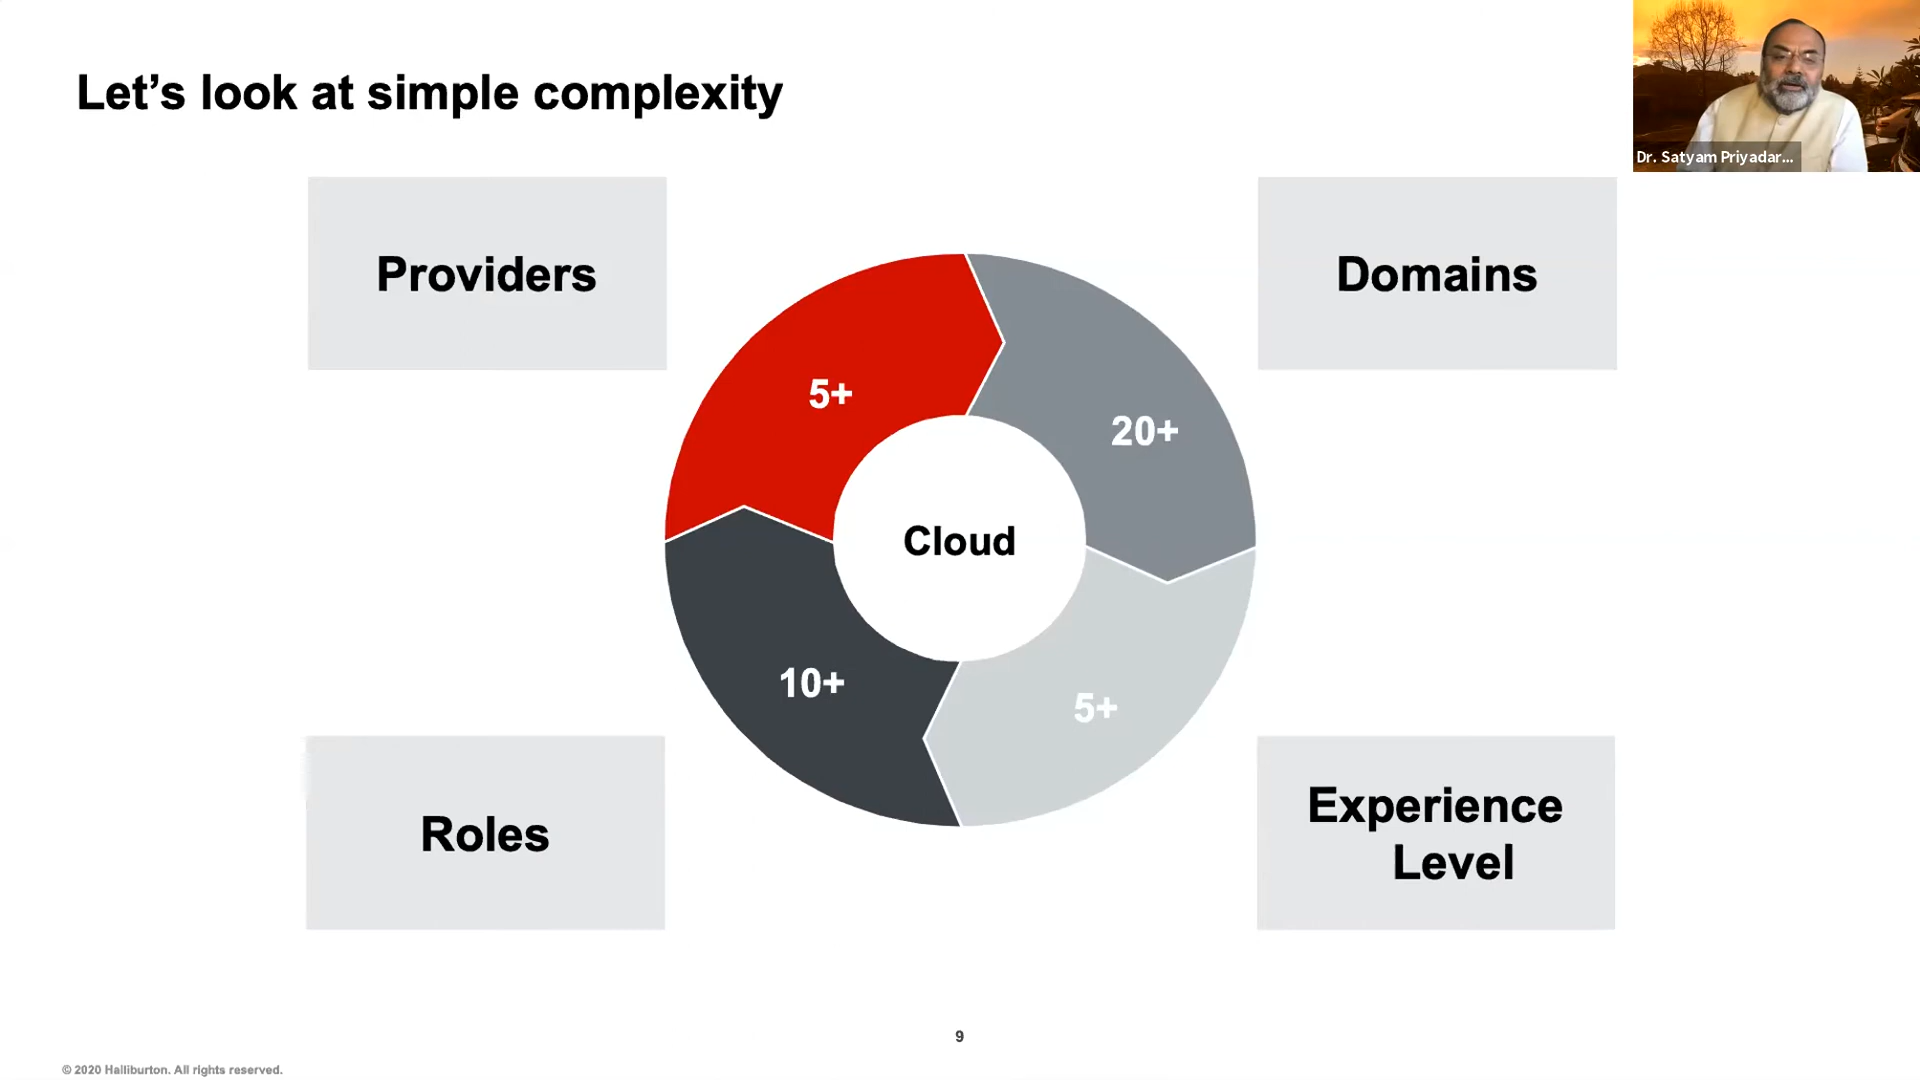 Let's look at simple complexity
Dr. Satyam Priyadar...
Providers
Domains
5+
20+
Cloud
10+
5+
Roles
Experience
Level
9
© 2020 Halliburton. All rights reserved.